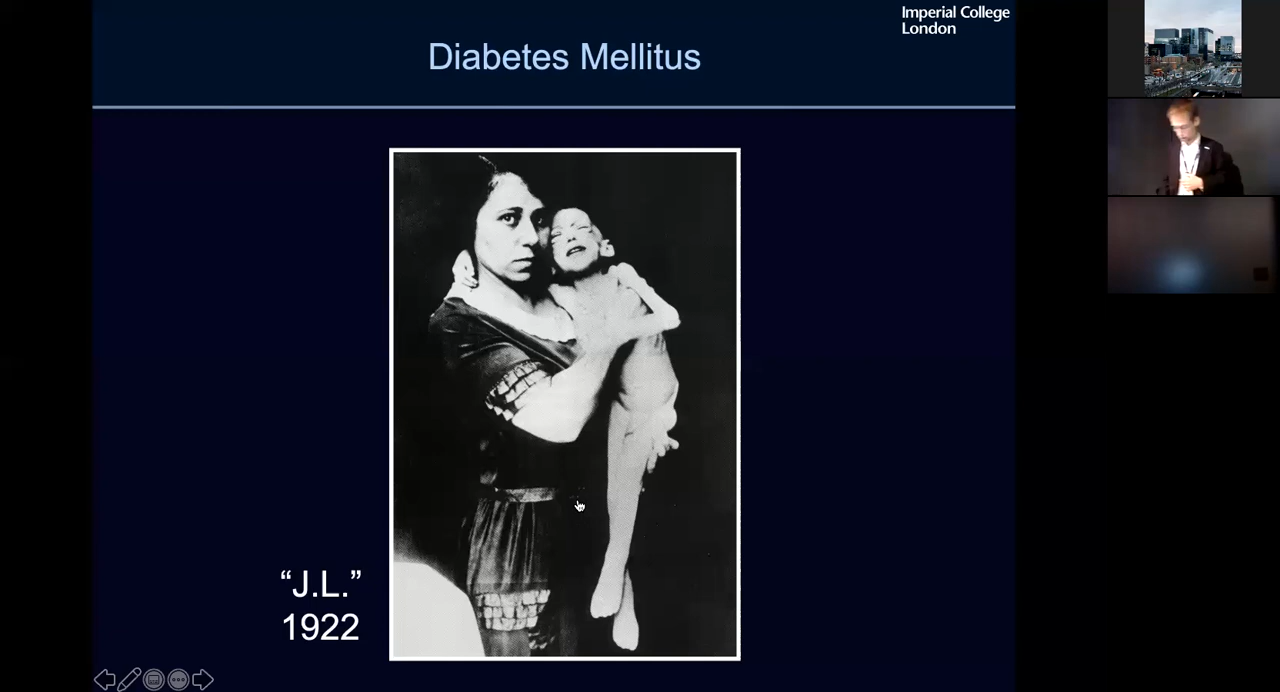 Imperial College
London
Diabetes Mellitus
“J.L.”
1922